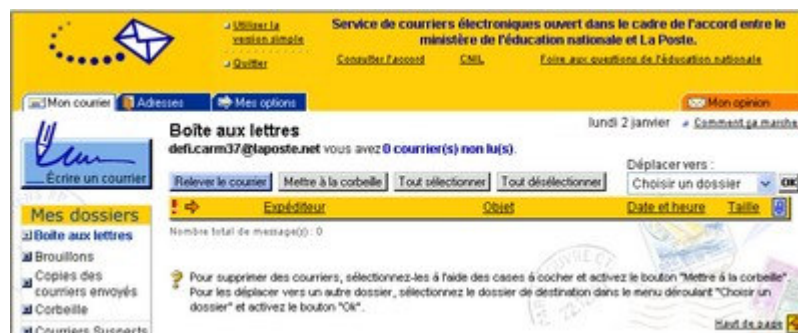 Utiliser la
version simple
Quitter
Service de courriers électroniques ouvert dans le cadre de l'accord entre le
ministère de l'éducation nationale et La Poste.
Consulter l'accord CNIL Foire aux questions de l'éducation nationale
Mon courrier Adresses Mes options Mon opinion
lundi 2 janvier Comment ça marche
Boîte aux lettres
defi.carm37@laposte.net vous avez 0 courrier(s) non lu(s).
Écrire un courrier
Déplacer vers :
Relever le courrier Mettre à la corbeille Tout sélectionner Tout désélectionner Choisir un dossier OK
! Expéditeur Objet Date et heure Taille
Nombre total de message(s) : 0
Mes dossiers
Boîte aux lettres
Brouillons
Copies des
courriers envoyés
Corbeille
Courriers Suspects
? Pour supprimer des courriers, sélectionnez-les à l'aide des cases à cocher et activez le bouton "Mettre à la corbeille".
Pour les déplacer vers un autre dossier, sélectionnez le dossier de destination dans le menu déroulant "Choisir un
dossier" et activez le bouton "Ok".
Haut de page